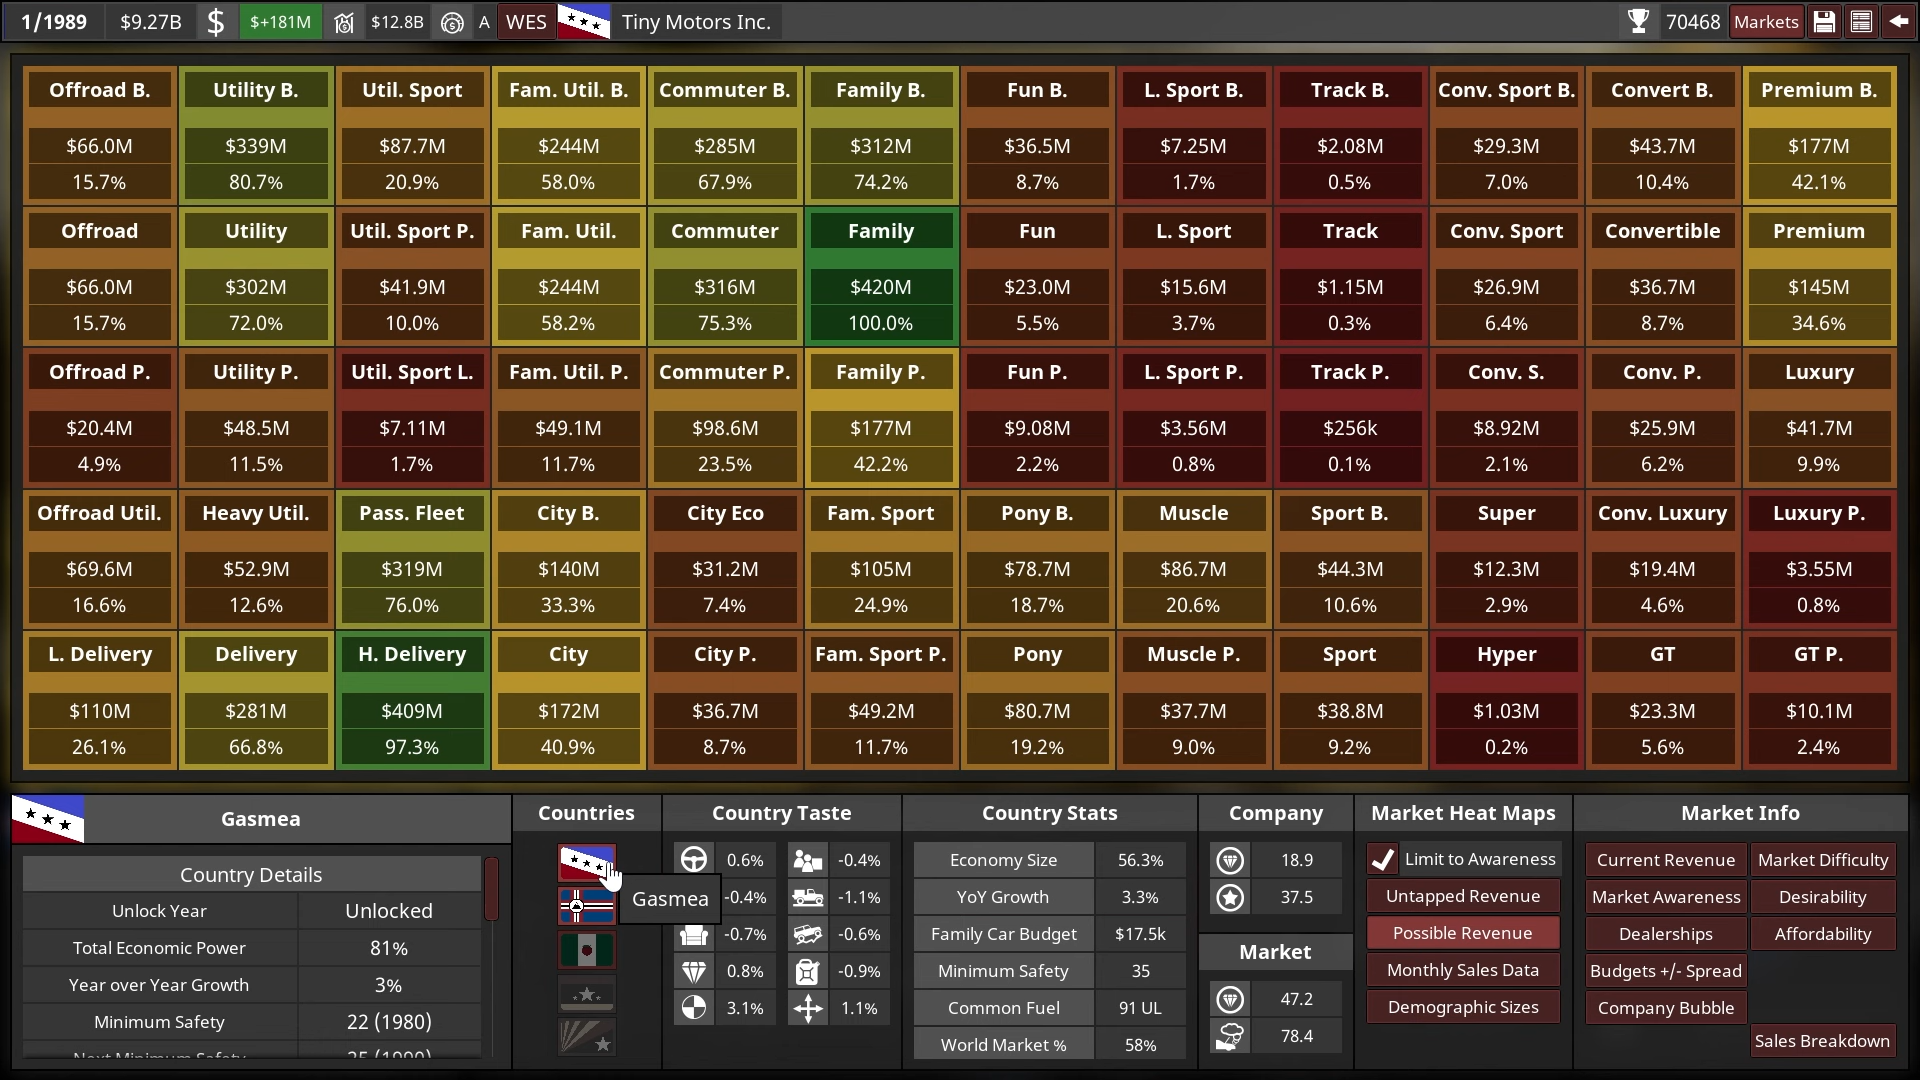 1/1989 $9.27B $+181M $12.8B A WES Tiny Motors Inc. 70468 Markets
Offroad B. Utility B. Util. Sport Fam. Util. B. Commuter B. Family B. Fun B. L. Sport B. Track B. Conv. Sport B. Convert B. Premium B.
$66.0M $339M $87.7M $244M $285M $312M $36.5M $7.25M $2.08M $29.3M $43.7M $177M
15.7% 80.7% 20.9% 58.0% 67.9% 74.2% 8.7% 1.7% 0.5% 7.0% 10.4% 42.1%
Offroad Utility Util. Sport P. Fam. Util. Commuter Family Fun L. Sport Track Conv. Sport Convertible Premium
$66.0M $302M $41.9M $244M $316M $420M $23.0M $15.6M $1.15M $26.9M $36.7M $145M
15.7% 72.0% 10.0% 58.2% 75.3% 100.0% 5.5% 3.7% 0.3% 6.4% 8.7% 34.6%
Offroad P. Utility P. Util. Sport L. Fam. Util. P. Commuter P. Family P. Fun P. L. Sport P. Track P. Conv. S. Conv. P. Luxury
$20.4M $48.5M $7.11M $49.1M $98.6M $177M $9.08M $3.56M $256k $8.92M $25.9M $41.7M
4.9% 11.5% 1.7% 11.7% 23.5% 42.2% 2.2% 0.8% 0.1% 2.1% 6.2% 9.9%
Offroad Util. Heavy Util. Pass. Fleet City B. City Eco Fam. Sport Pony B. Muscle Sport B. Super Conv. Luxury Luxury P.
$69.6M $52.9M $319M $140M $31.2M $105M $78.7M $86.7M $44.3M $12.3M $19.4M $3.55M
16.6% 12.6% 76.0% 33.3% 7.4% 24.9% 18.7% 20.6% 10.6% 2.9% 4.6% 0.8%
L. Delivery Delivery H. Delivery City City P. Fam. Sport P. Pony Muscle P. Sport Hyper GT GT P.
$110M $281M $409M $172M $36.7M $49.2M $80.7M $37.7M $38.8M $1.03M $23.3M $10.1M
26.1% 66.8% 97.3% 40.9% 8.7% 11.7% 19.2% 9.0% 9.2% 0.2% 5.6% 2.4%
Gasmea
Country Details
Unlock Year Unlocked
Total Economic Power 81%
Year over Year Growth 3%
Minimum Safety 22 (1980)
Next Minimum Safety 25 (1990)
Countries
Gasmea
Country Taste
0.6% -0.4%
-0.4% -1.1%
-0.7% -0.6%
0.8% -0.9%
3.1% 1.1%
Country Stats
Economy Size 56.3%
YoY Growth 3.3%
Family Car Budget $17.5k
Minimum Safety 35
Common Fuel 91 UL
World Market % 58%
Company
18.9
37.5
Market
47.2
78.4
Market Heat Maps
Limit to Awareness
Untapped Revenue
Possible Revenue
Monthly Sales Data
Demographic Sizes
Market Info
Current Revenue Market Difficulty
Market Awareness Desirability
Dealerships Affordability
Budgets +/- Spread
Company Bubble
Sales Breakdown